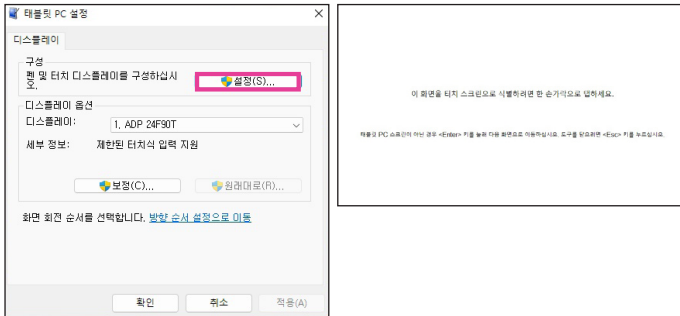 태블릿 PC 설정
디스플레이
구성
펜 및 터치 디스플레이를 구성하십시
오.
설정(S)...
디스플레이 옵션
디스플레이:
1. ADP 24F90T
세부 정보:
제한된 터치식 입력 지원
보정(C)...
원래대로(R)...
화면 회전 순서를 선택합니다. 방향 순서 설정으로 이동
확인
취소
적용(A)
이 화면을 터치 스크린으로 식별하려면 한 손가락으로 탭하세요.
태블릿 PC 스크린이 아닌 경우 <Enter> 키를 눌러 다음 화면으로 이동하십시오. 도구를 닫으려면 <Esc> 키를 누르십시오.